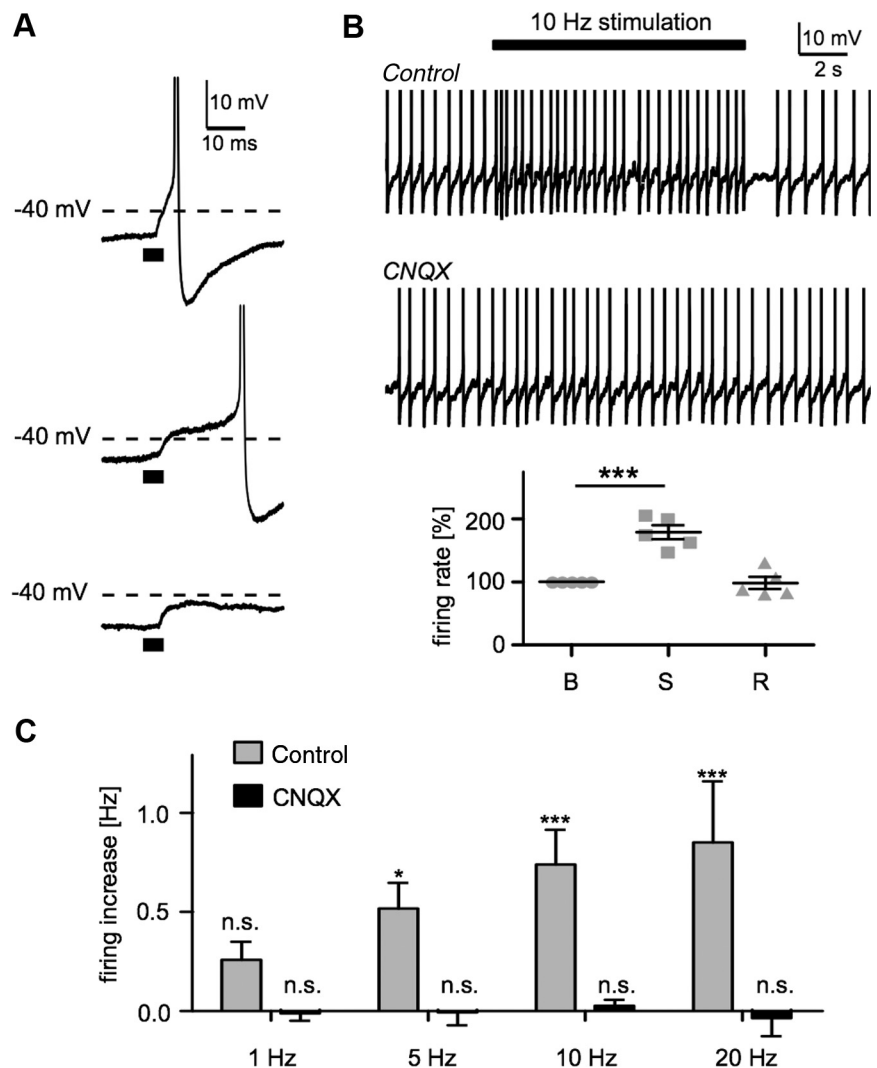 A
10 mV
10 ms
-40 mV
-40 mV
-40 mV
B
10 Hz stimulation
10 mV
2 s
Control
CNQX
***
firing rate [%]
200
100
0
B S R
C
Control
CNQX
firing increase [Hz]
1.0
0.5
0.0
n.s. n.s. * n.s. *** n.s. *** n.s.
1 Hz 5 Hz 10 Hz 20 Hz